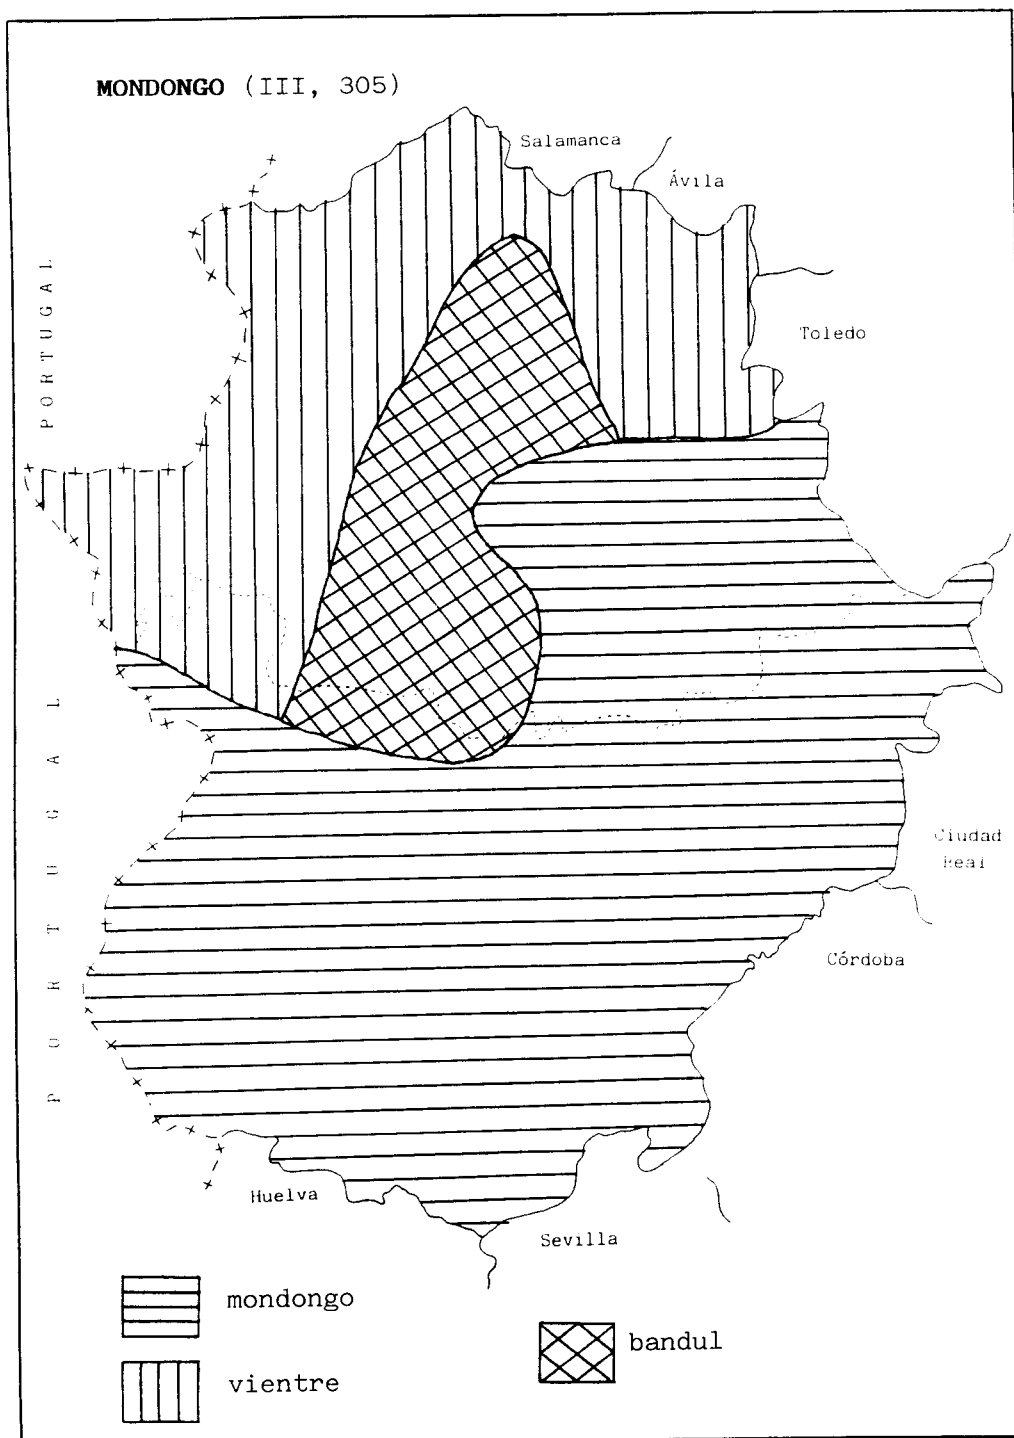 MONDONGO (III, 305)
Salamanca
Ávila
PORTUGAL
Toledo
PORTUGAL
Ciudad
Real
Córdoba
Huelva
Sevilla
mondongo
bandul
vientre